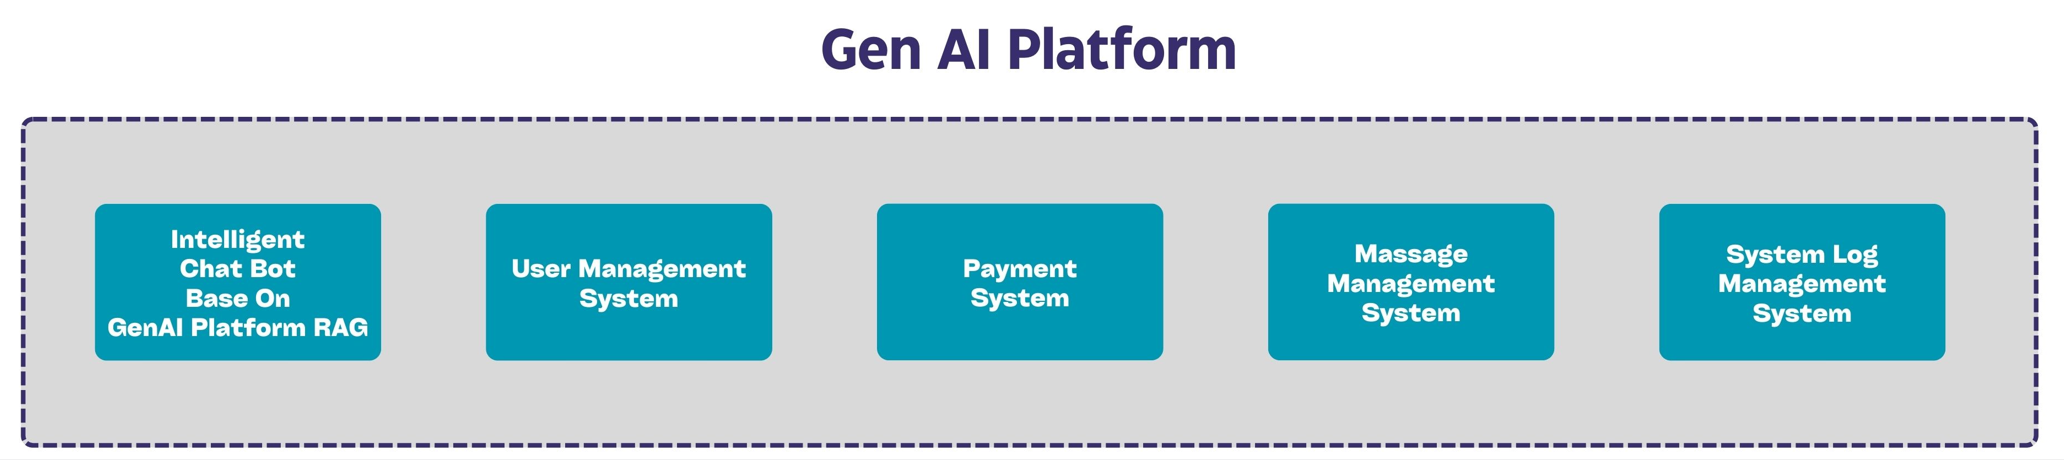 Gen AI Platform
Intelligent
Chat Bot
Base On
GenAI Platform RAG
User Management
System
Payment
System
Massage
Management
System
System Log
Management
System